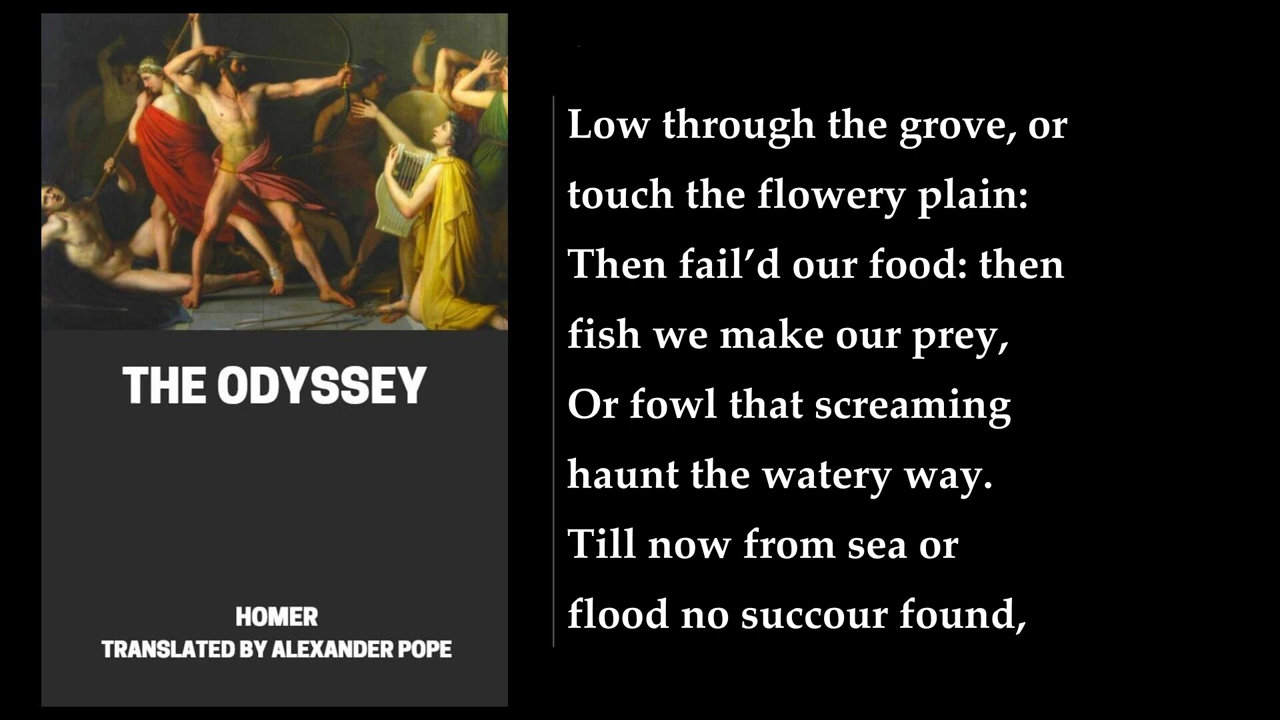 THE ODYSSEY
HOMER
TRANSLATED BY ALEXANDER POPE
Low through the grove, or
touch the flowery plain:
Then fail’d our food: then
fish we make our prey,
Or fowl that screaming
haunt the watery way.
Till now from sea or
flood no succour found,